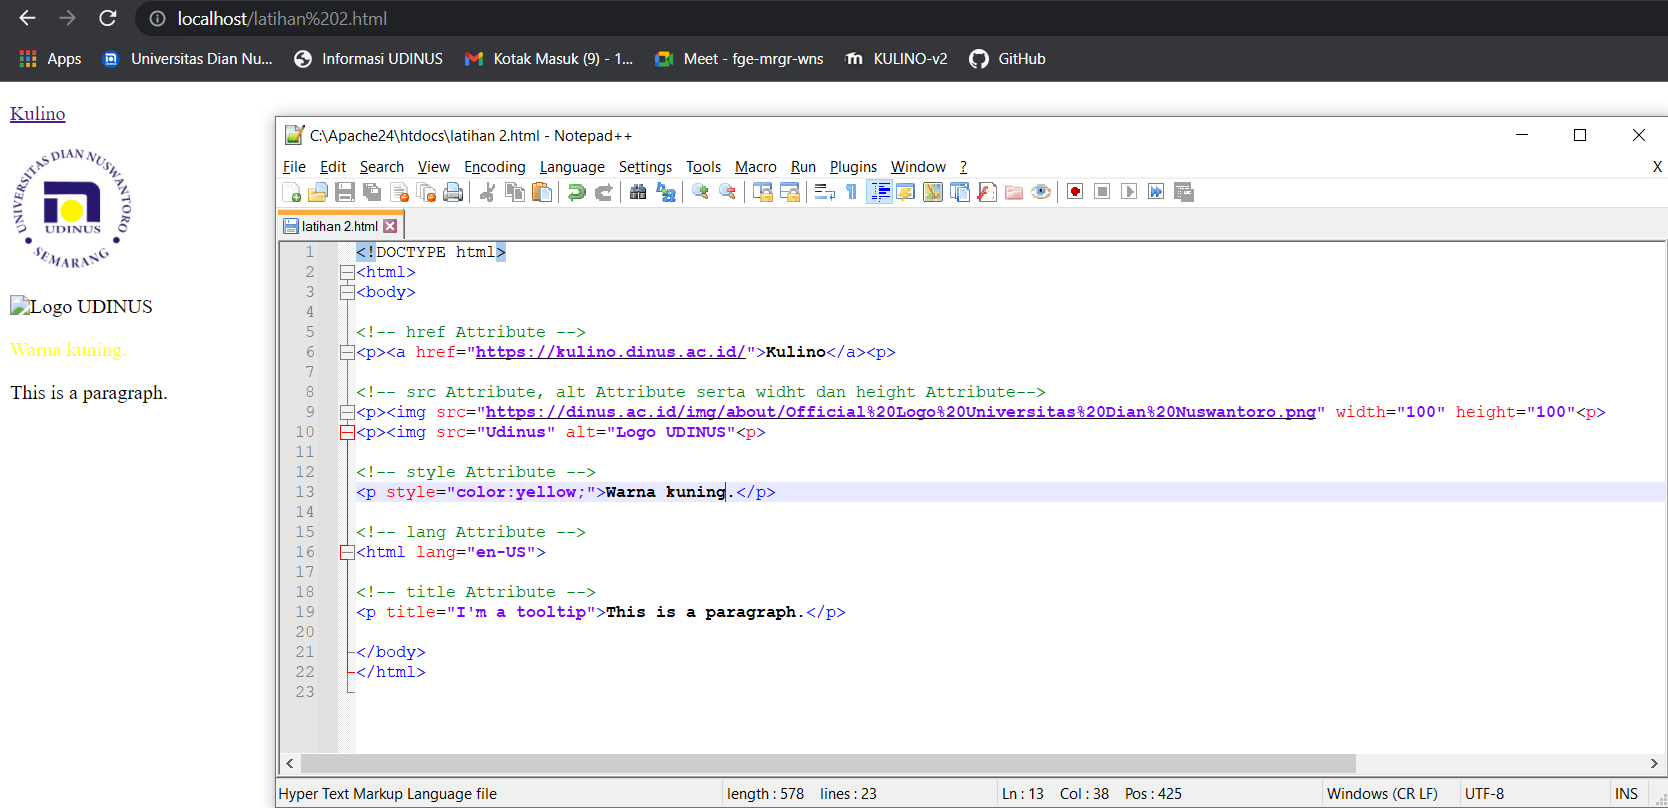 localhost/latihan%202.html
Apps Universitas Dian Nu... Informasi UDINUS Kotak Masuk (9) - 1... Meet - fge-mrgr-wns KULINO-v2 GitHub
Kulino
UNIVERSITAS DIAN NUSWANTORO
UDINUS
SEMARANG
Logo UDINUS
Warna kuning.
This is a paragraph.
C:\Apache24\htdocs\latihan 2.html - Notepad++
File Edit Search View Encoding Language Settings Tools Macro Run Plugins Window ? X
latihan 2.html
1 <!DOCTYPE html>
2 <html>
3 <body>
4
5 <!-- href Attribute -->
6 <p><a href="https://kulino.dinus.ac.id/">Kulino</a><p>
7
8 <!-- src Attribute, alt Attribute serta widht dan height Attribute-->
9 <p><img src="https://dinus.ac.id/img/about/Official%20Logo%20Universitas%20Dian%20Nuswantoro.png" width="100" height="100"<p>
10 <p><img src="Udinus" alt="Logo UDINUS"<p>
11
12 <!-- style Attribute -->
13 <p style="color:yellow;">Warna kuning.</p>
14
15 <!-- lang Attribute -->
16 <html lang="en-US">
17
18 <!-- title Attribute -->
19 <p title="I'm a tooltip">This is a paragraph.</p>
20
21 </body>
22 </html>
23
Hyper Text Markup Language file length : 578 lines : 23 Ln : 13 Col : 38 Pos : 425 Windows (CR LF) UTF-8 INS